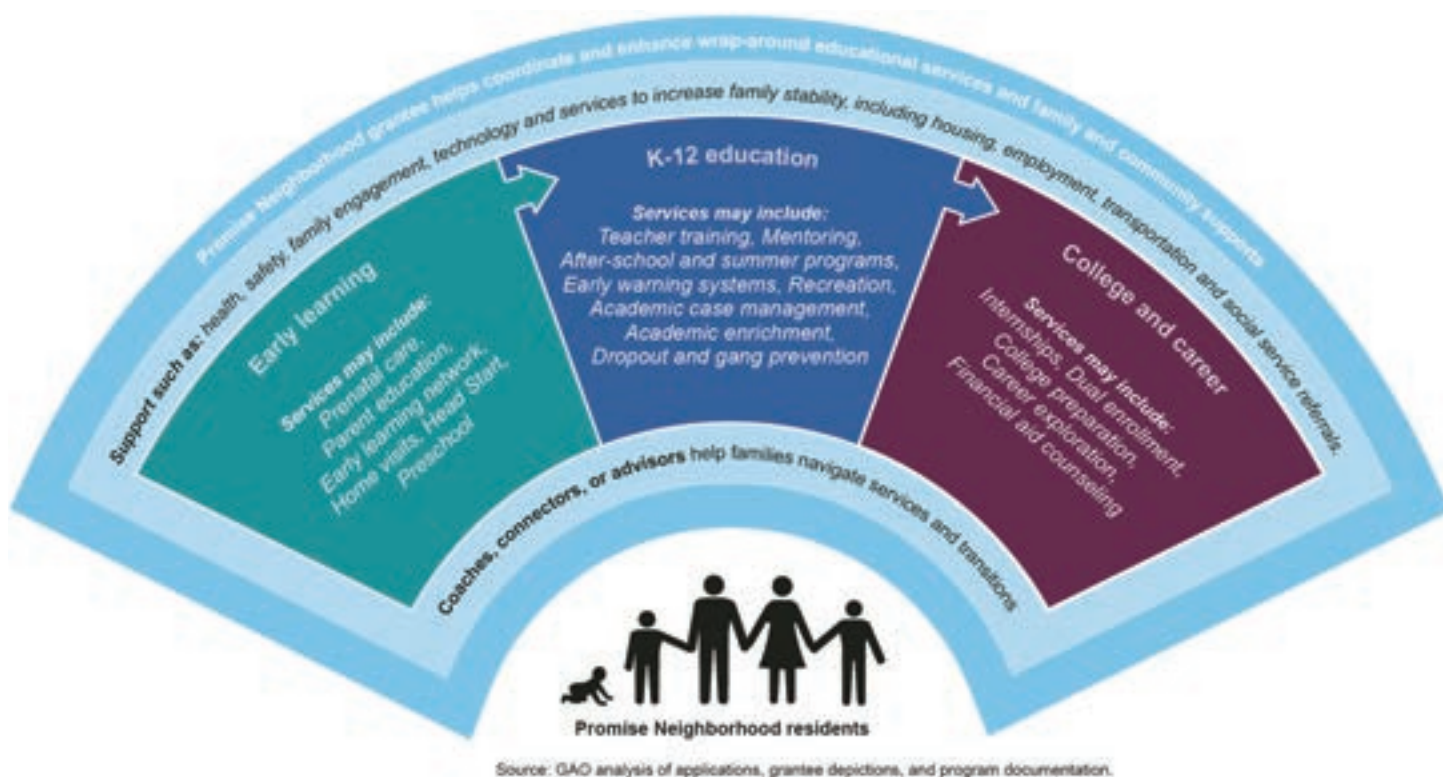 Promise Neighborhood grantee helps coordinate and enhance wrap-around educational services and family and community supports
Support such as: health, safety, family engagement, technology and services to increase family stability, including housing, employment, transportation and social service referrals.
Early learning
Services may include:
Prenatal care,
Parent education,
Early learning network,
Home visits, Head Start,
Preschool
K-12 education
Services may include:
Teacher training, Mentoring,
After-school and summer programs,
Early warning systems, Recreation,
Academic case management,
Academic enrichment,
Dropout and gang prevention
College and career
Services may include:
Internships, Dual enrollment,
College preparation,
Career exploration,
Financial aid counseling
Coaches, connectors, or advisors help families navigate services and transitions
Promise Neighborhood residents
Source: GAO analysis of applications, grantee depictions, and program documentation.